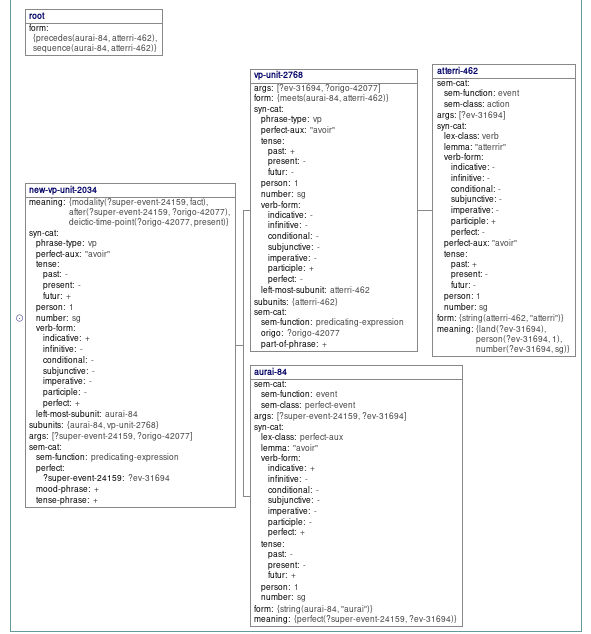 root
form:
{precedes(aurai-84, atterri-462),
sequence(aurai-84, atterri-462)}
new-vp-unit-2034
meaning: {modality(?super-event-24159, fact),
after(?super-event-24159, ?origo-42077),
deictic-time-point(?origo-42077, present)}
syn-cat:
phrase-type: vp
perfect-aux: "avoir"
tense:
past: -
present: -
futur: +
person: 1
number: sg
verb-form:
indicative: +
infinitive: -
conditional: -
subjunctive: -
imperative: -
participle: -
perfect: +
left-most-subunit: aurai-84
subunits: {aurai-84, vp-unit-2768}
args: [?super-event-24159, ?origo-42077]
sem-cat:
sem-function: predicating-expression
perfect:
?super-event-24159: ?ev-31694
mood-phrase: +
tense-phrase: +
vp-unit-2768
args: [?ev-31694, ?origo-42077]
form: {meets(aurai-84, atterri-462)}
syn-cat:
phrase-type: vp
perfect-aux: "avoir"
tense:
past: +
present: -
futur: -
person: 1
number: sg
verb-form:
indicative: -
infinitive: -
conditional: -
subjunctive: -
imperative: -
participle: +
perfect: -
left-most-subunit: atterri-462
subunits: {atterri-462}
sem-cat:
sem-function: predicating-expression
origo: ?origo-42077
part-of-phrase: +
atterri-462
sem-cat:
sem-function: event
sem-class: action
args: [?ev-31694]
syn-cat:
lex-class: verb
lemma: "atterrir"
verb-form:
indicative: -
infinitive: -
conditional: -
subjunctive: -
imperative: -
participle: +
perfect: -
perfect-aux: "avoir"
tense:
past: +
present: -
futur: -
person: 1
number: sg
form: {string(atterri-462, "atterri")}
meaning: {land(?ev-31694),
person(?ev-31694, 1),
number(?ev-31694, sg)}
aurai-84
sem-cat:
sem-function: event
sem-class: perfect-event
args: [?super-event-24159, ?ev-31694]
syn-cat:
lex-class: perfect-aux
lemma: "avoir"
verb-form:
indicative: +
infinitive: -
conditional: -
subjunctive: -
imperative: -
participle: -
perfect: +
tense:
past: -
present: -
futur: +
person: 1
number: sg
form: {string(aurai-84, "aurai")}
meaning: {perfect(?super-event-24159, ?ev-31694)}